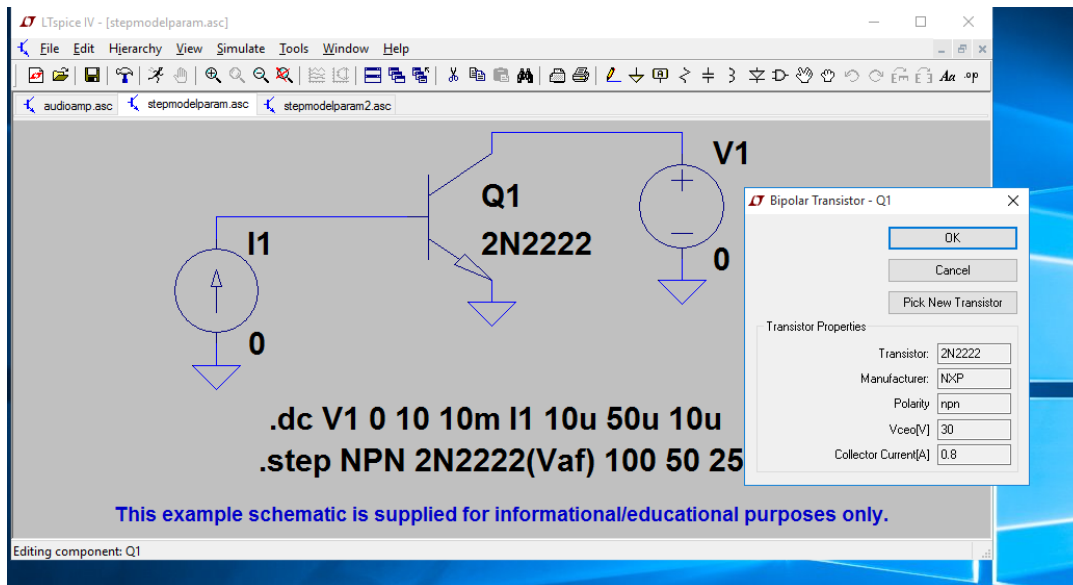 LTspice IV - [stepmodelparam.asc]
File Edit Hierarchy View Simulate Tools Window Help
Aa .op
audioamp.asc stepmodelparam.asc stepmodelparam2.asc
V1
Q1
2N2222
I1
0
0
.dc V1 0 10 10m I1 10u 50u 10u
.step NPN 2N2222(Vaf) 100 50 25
This example schematic is supplied for informational/educational purposes only.
Editing component: Q1
Bipolar Transistor - Q1
OK
Cancel
Pick New Transistor
Transistor Properties
Transistor: 2N2222
Manufacturer: NXP
Polarity npn
Vceo[V] 30
Collector Current[A] 0.8